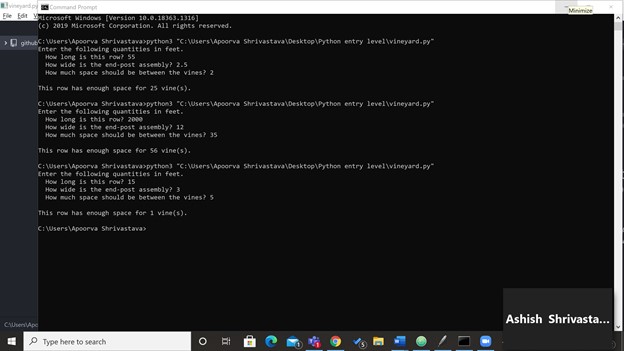 vineyard.py
Command Prompt
Minimize
File Edit
Microsoft Windows [Version 10.0.18363.1316]
(c) 2019 Microsoft Corporation. All rights reserved.
github
C:\Users\Apoorva Shrivastava>python3 "C:\Users\Apoorva Shrivastava\Desktop\Python entry level\vineyard.py"
Enter the following quantities in feet.
How long is this row? 55
How wide is the end-post assembly? 2.5
How much space should be between the vines? 2
This row has enough space for 25 vine(s).
C:\Users\Apoorva Shrivastava>python3 "C:\Users\Apoorva Shrivastava\Desktop\Python entry level\vineyard.py"
Enter the following quantities in feet.
How long is this row? 2000
How wide is the end-post assembly? 12
How much space should be between the vines? 35
This row has enough space for 56 vine(s).
C:\Users\Apoorva Shrivastava>python3 "C:\Users\Apoorva Shrivastava\Desktop\Python entry level\vineyard.py"
Enter the following quantities in feet.
How long is this row? 15
How wide is the end-post assembly? 3
How much space should be between the vines? 5
This row has enough space for 1 vine(s).
C:\Users\Apoorva Shrivastava>
Ashish Shrivasta...
C:\Users\Apo
Type here to search